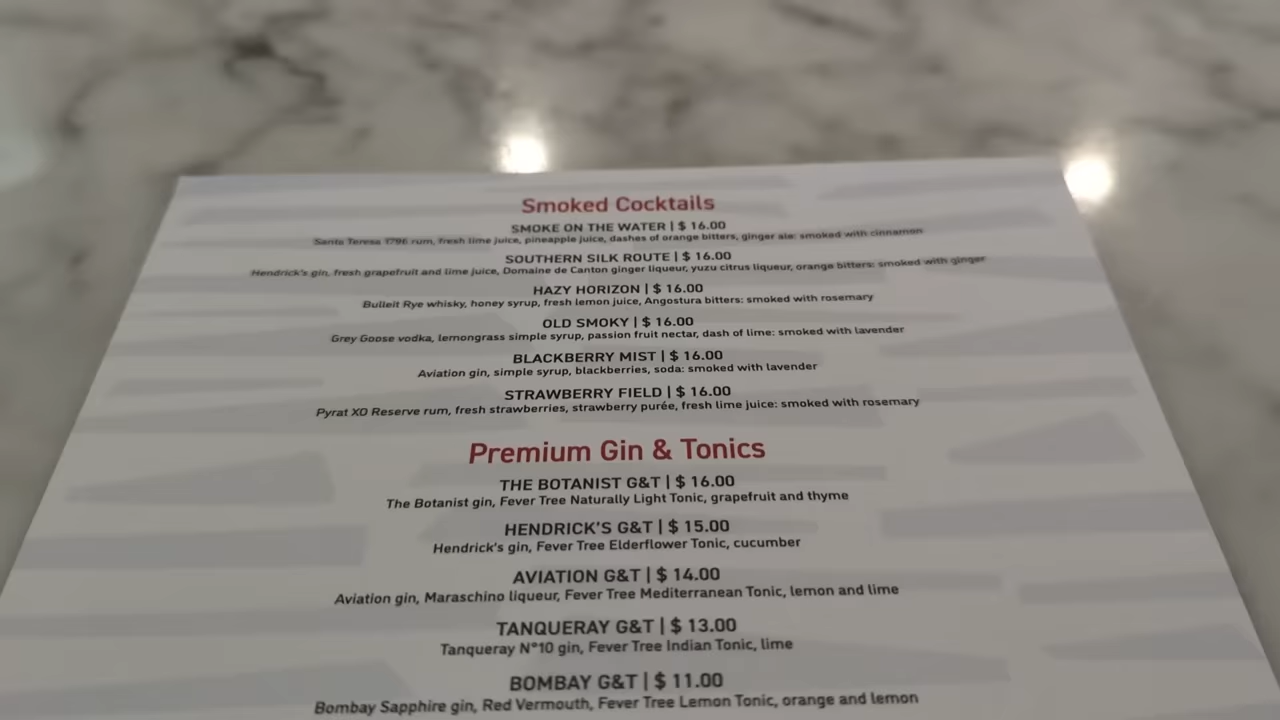 Smoked Cocktails
SMOKE ON THE WATER | $ 16.00
Santa Teresa 1796 rum, fresh lime juice, pineapple juice, dashes of orange bitters, ginger ale: smoked with cinnamon
SOUTHERN SILK ROUTE | $ 16.00
Hendrick's gin, fresh grapefruit and lime juice, Domaine de Canton ginger liqueur, yuzu citrus liqueur, orange bitters: smoked with ginger
HAZY HORIZON | $ 16.00
Bulleit Rye whisky, honey syrup, fresh lemon juice, Angostura bitters: smoked with rosemary
OLD SMOKY | $ 16.00
Grey Goose vodka, lemongrass simple syrup, passion fruit nectar, dash of lime: smoked with lavender
BLACKBERRY MIST | $ 16.00
Aviation gin, simple syrup, blackberries, soda: smoked with lavender
STRAWBERRY FIELD | $ 16.00
Pyrat XO Reserve rum, fresh strawberries, strawberry purée, fresh lime juice: smoked with rosemary
Premium Gin & Tonics
THE BOTANIST G&T | $ 16.00
The Botanist gin, Fever Tree Naturally Light Tonic, grapefruit and thyme
HENDRICK'S G&T | $ 15.00
Hendrick's gin, Fever Tree Elderflower Tonic, cucumber
AVIATION G&T | $ 14.00
Aviation gin, Maraschino liqueur, Fever Tree Mediterranean Tonic, lemon and lime
TANQUERAY G&T | $ 13.00
Tanqueray N°10 gin, Fever Tree Indian Tonic, lime
BOMBAY G&T | $ 11.00
Bombay Sapphire gin, Red Vermouth, Fever Tree Lemon Tonic, orange and lemon